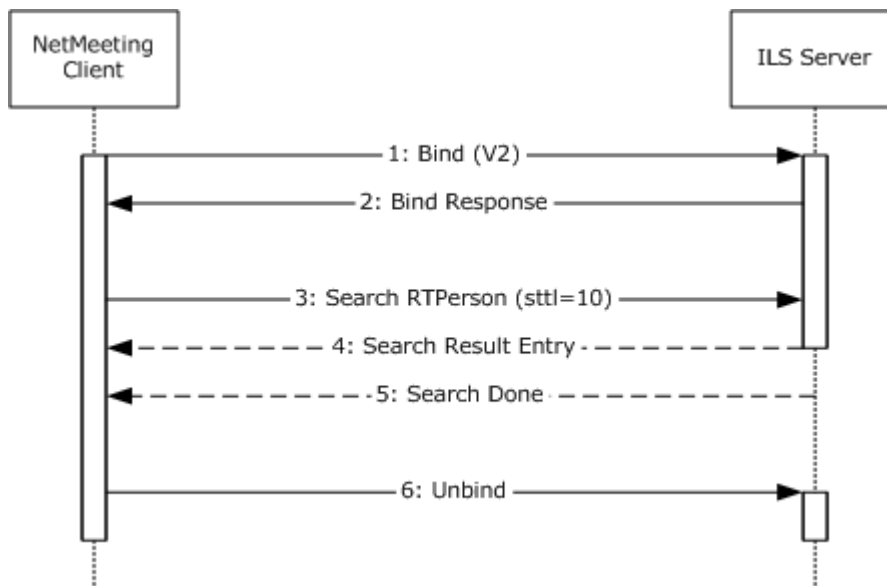 NetMeeting
Client
ILS Server
1: Bind (V2)
2: Bind Response
3: Search RTPerson (sttl=10)
4: Search Result Entry
5: Search Done
6: Unbind